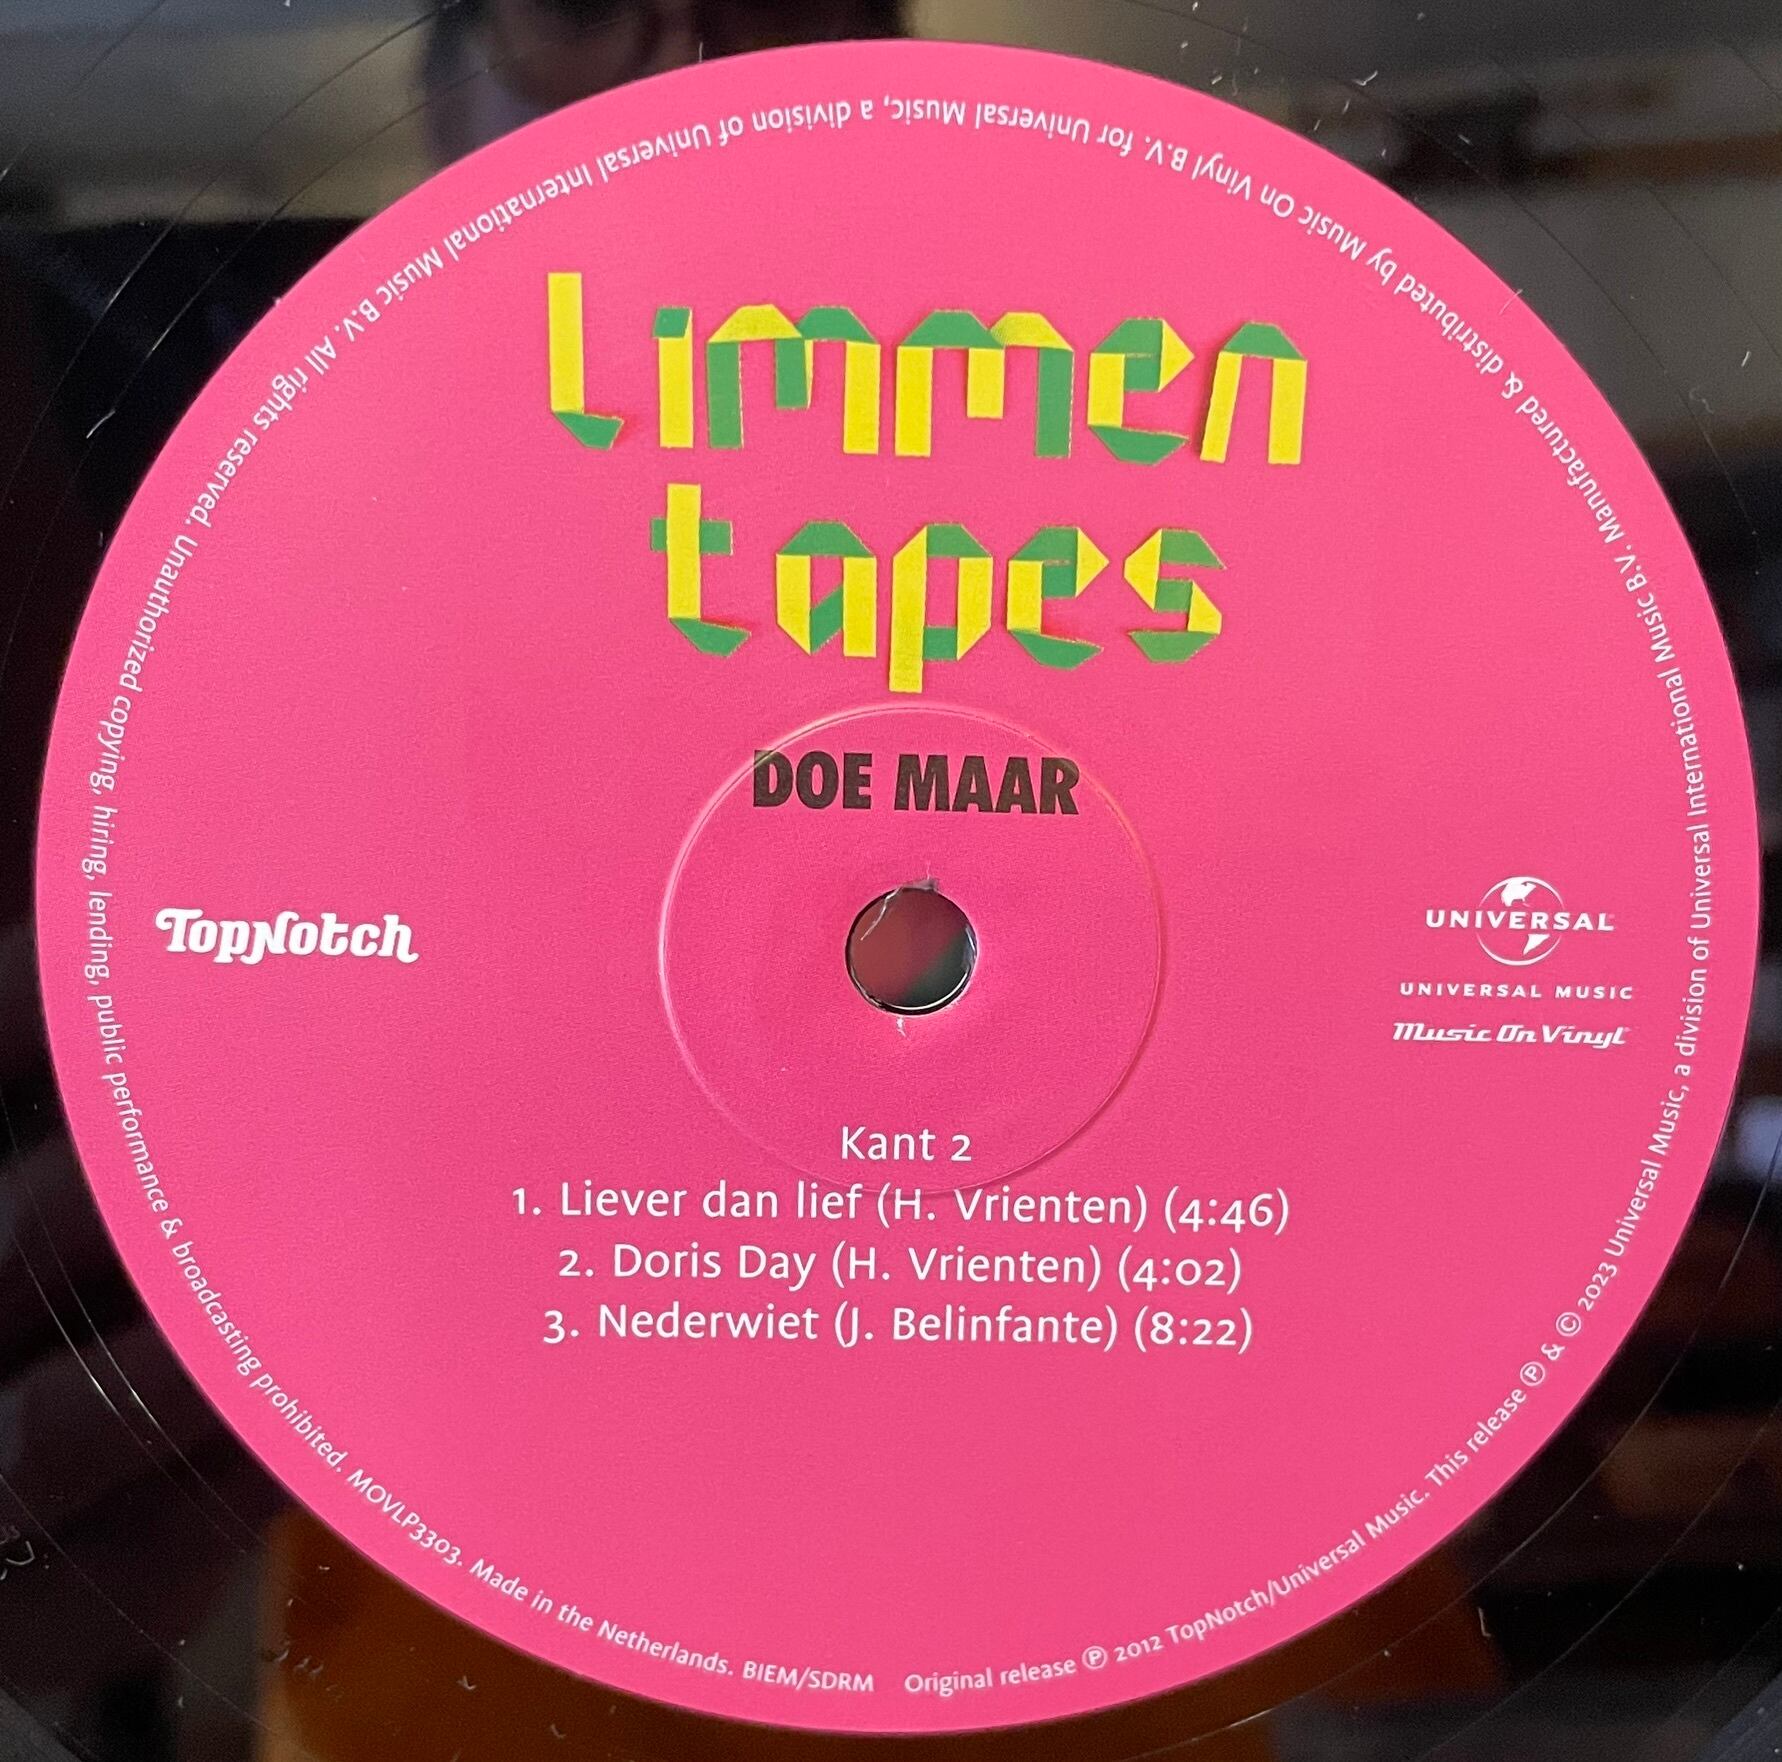 Limmen
tapes
DOE MAAR
TopNotch
UNIVERSAL
UNIVERSAL MUSIC
Music On Vinyl
Kant 2
1. Liever dan lief (H. Vrienten) (4:46)
2. Doris Day (H. Vrienten) (4:02)
3. Nederwiet (J. Belinfante) (8:22)
Original release ℗ 2012 TopNotch/Universal Music. This release ℗ & © 2023 Universal Music, a division of Universal International Music B.V. Manufactured & distributed by Music On Vinyl B.V. for Universal Music, a division of Universal International Music B.V. All rights reserved. Unauthorized copying, hiring, lending, public performance & broadcasting prohibited. MOVLP3303. Made in the Netherlands. BIEM/SDRM